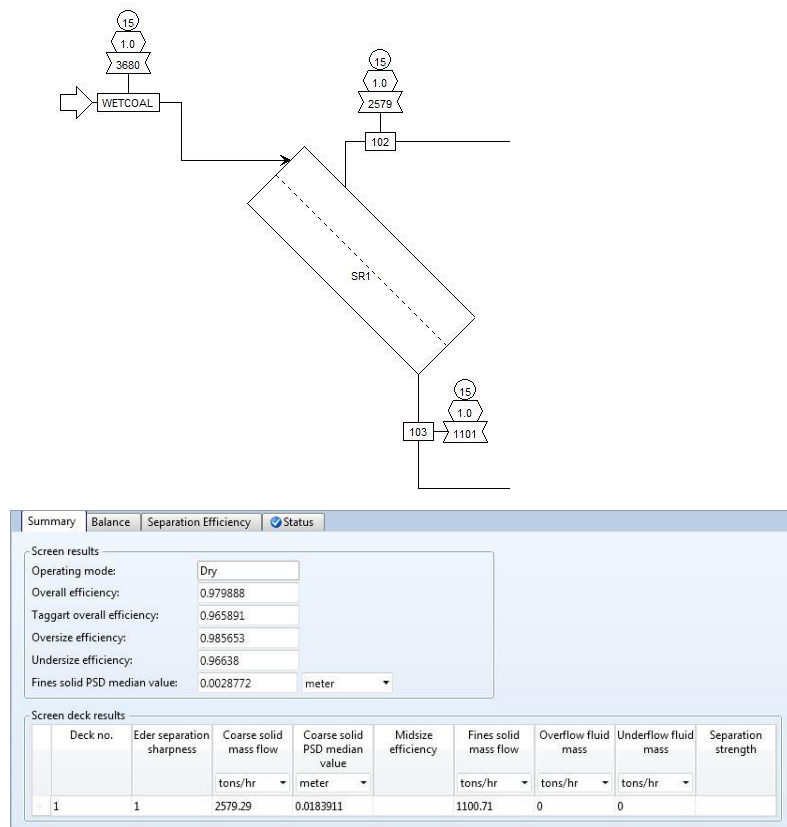 15
1.0
3680
WETCOAL
15
1.0
2579
102
SR1
15
1.0
103
1101
Summary Balance Separation Efficiency Status
Screen results
Operating mode: Dry
Overall efficiency: 0.979888
Taggart overall efficiency: 0.965891
Oversize efficiency: 0.985653
Undersize efficiency: 0.96638
Fines solid PSD median value: 0.0028772 meter
Screen deck results
Deck no. Eder separation Coarse solid Coarse solid Midsize Fines solid Overflow fluid Underflow fluid Separation
sharpness mass flow PSD median efficiency mass flow mass mass strength
value
tons/hr meter tons/hr tons/hr tons/hr
1 1 2579.29 0.0183911 1100.71 0 0